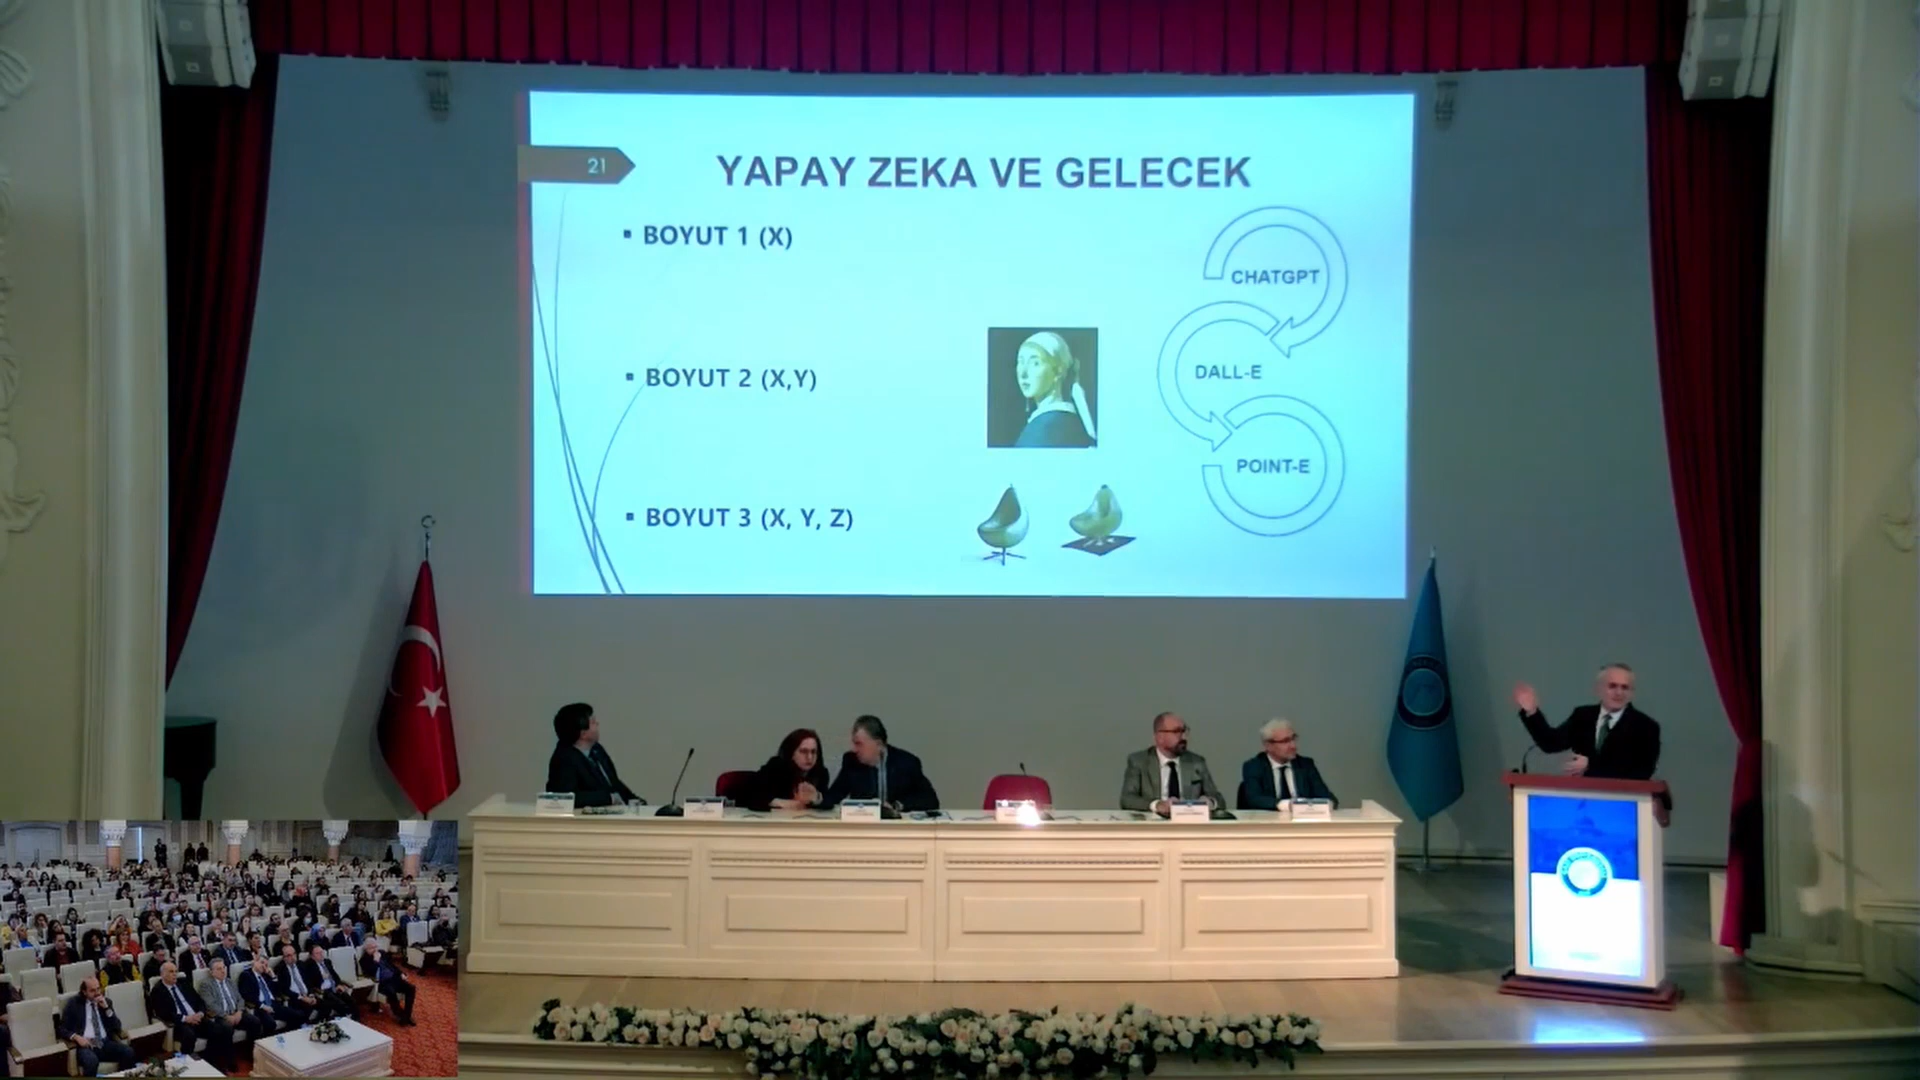 21
YAPAY ZEKA VE GELECEK
▪ BOYUT 1 (X)
CHATGPT
▪ BOYUT 2 (X,Y)
DALL-E
POINT-E
▪ BOYUT 3 (X, Y, Z)